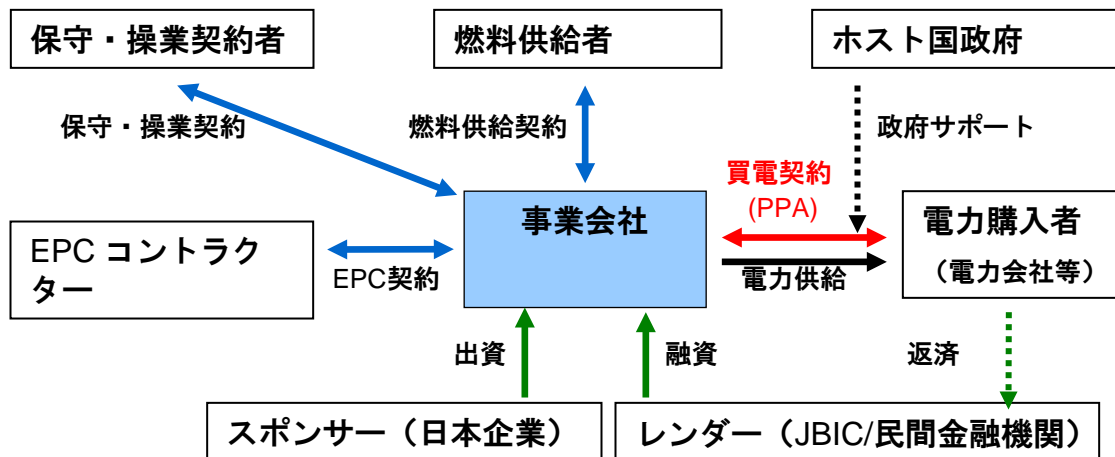 保守・操業契約者
燃料供給者
ホスト国政府
保守・操業契約
燃料供給契約
政府サポート
買電契約
(PPA)
事業会社
電力購入者
(電力会社等)
EPC コントラク
ター
EPC契約
電力供給
出資
融資
返済
スポンサー(日本企業)
レンダー(JBIC/民間金融機関)